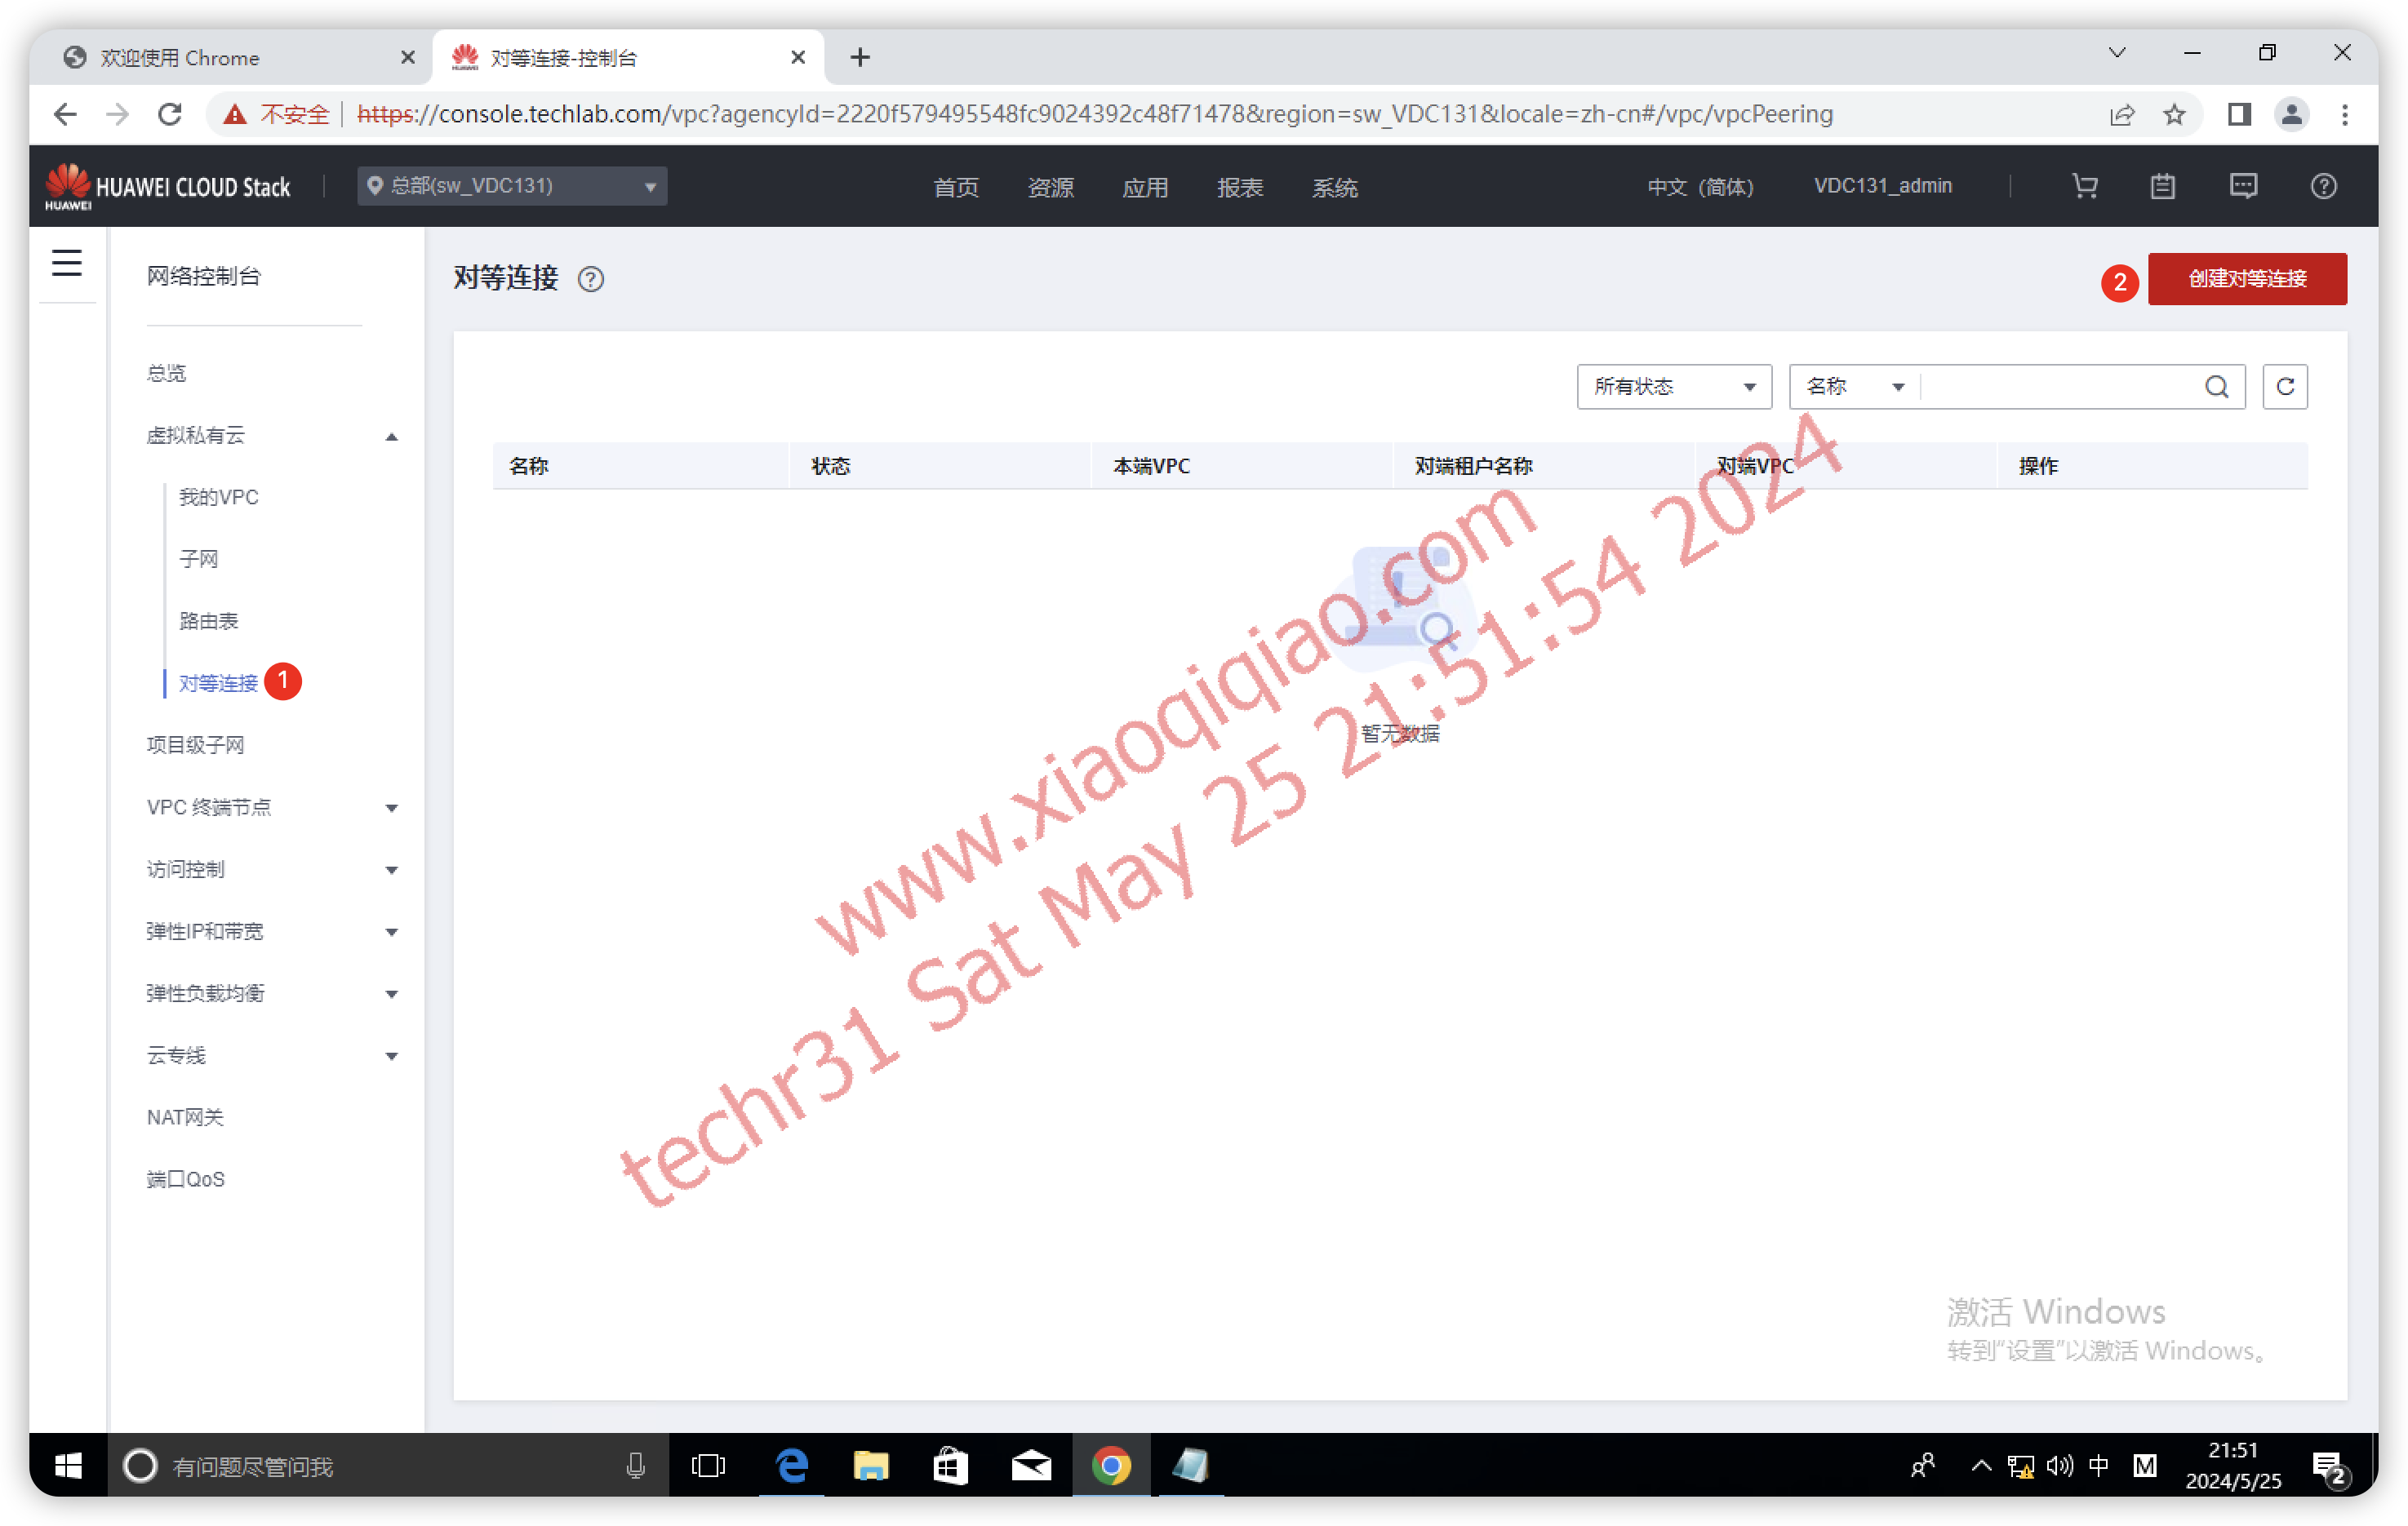 欢迎使用 Chrome
对等连接-控制台
不安全 https://console.techlab.com/vpc?agencyId=2220f579495548fc9024392c48f71478&region=sw_VDC131&locale=zh-cn#/vpc/vpcPeering
HUAWEI
HUAWEI CLOUD Stack
总部(sw_VDC131)
首页 资源 应用 报表 系统
中文（简体）
VDC131_admin
网络控制台
总览
虚拟私有云
我的VPC
子网
路由表
对等连接 1
项目级子网
VPC 终端节点
访问控制
弹性IP和带宽
弹性负载均衡
云专线
NAT网关
端口QoS
对等连接
2 创建对等连接
所有状态 名称
名称 状态 本端VPC 对端租户名称 对端VPC 操作
暂无数据
www.xiaoqiqiao.com
techr31 Sat May 25 21:51:54 2024
激活 Windows
转到"设置"以激活 Windows。
有问题尽管问我
中
M
21:51
2024/5/25
2